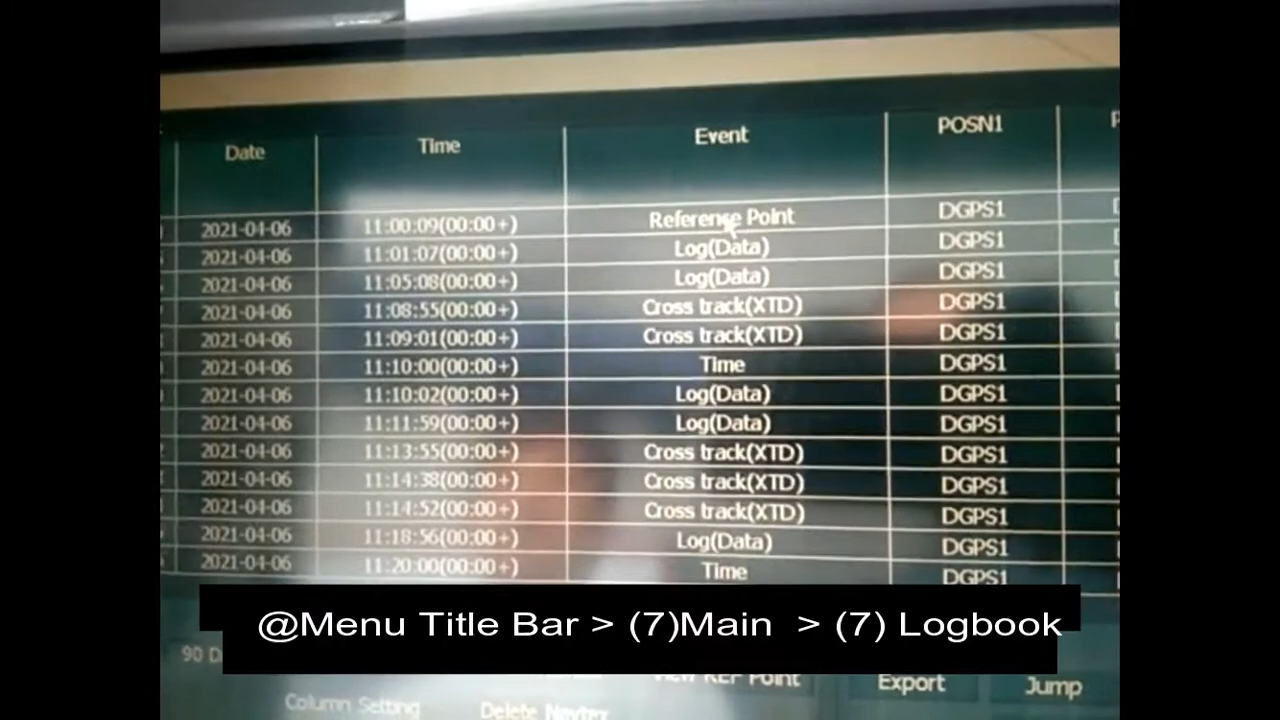 Date Time Event POSN1
2021-04-06 11:00:09(00:00+) Reference Point DGPS1
2021-04-06 11:01:07(00:00+) Log(Data) DGPS1
2021-04-06 11:05:08(00:00+) Log(Data) DGPS1
2021-04-06 11:08:55(00:00+) Cross track(XTD) DGPS1
2021-04-06 11:09:01(00:00+) Cross track(XTD) DGPS1
2021-04-06 11:10:00(00:00+) Time DGPS1
2021-04-06 11:10:02(00:00+) Log(Data) DGPS1
2021-04-06 11:11:59(00:00+) Log(Data) DGPS1
2021-04-06 11:13:55(00:00+) Cross track(XTD) DGPS1
2021-04-06 11:14:38(00:00+) Cross track(XTD) DGPS1
2021-04-06 11:14:52(00:00+) Cross track(XTD) DGPS1
2021-04-06 11:18:56(00:00+) Log(Data) DGPS1
2021-04-06 11:20:00(00:00+) Time DGPS1
@Menu Title Bar > (7)Main > (7) Logbook
90 View REF Point Export Jump
Column Setting Delete Navtex